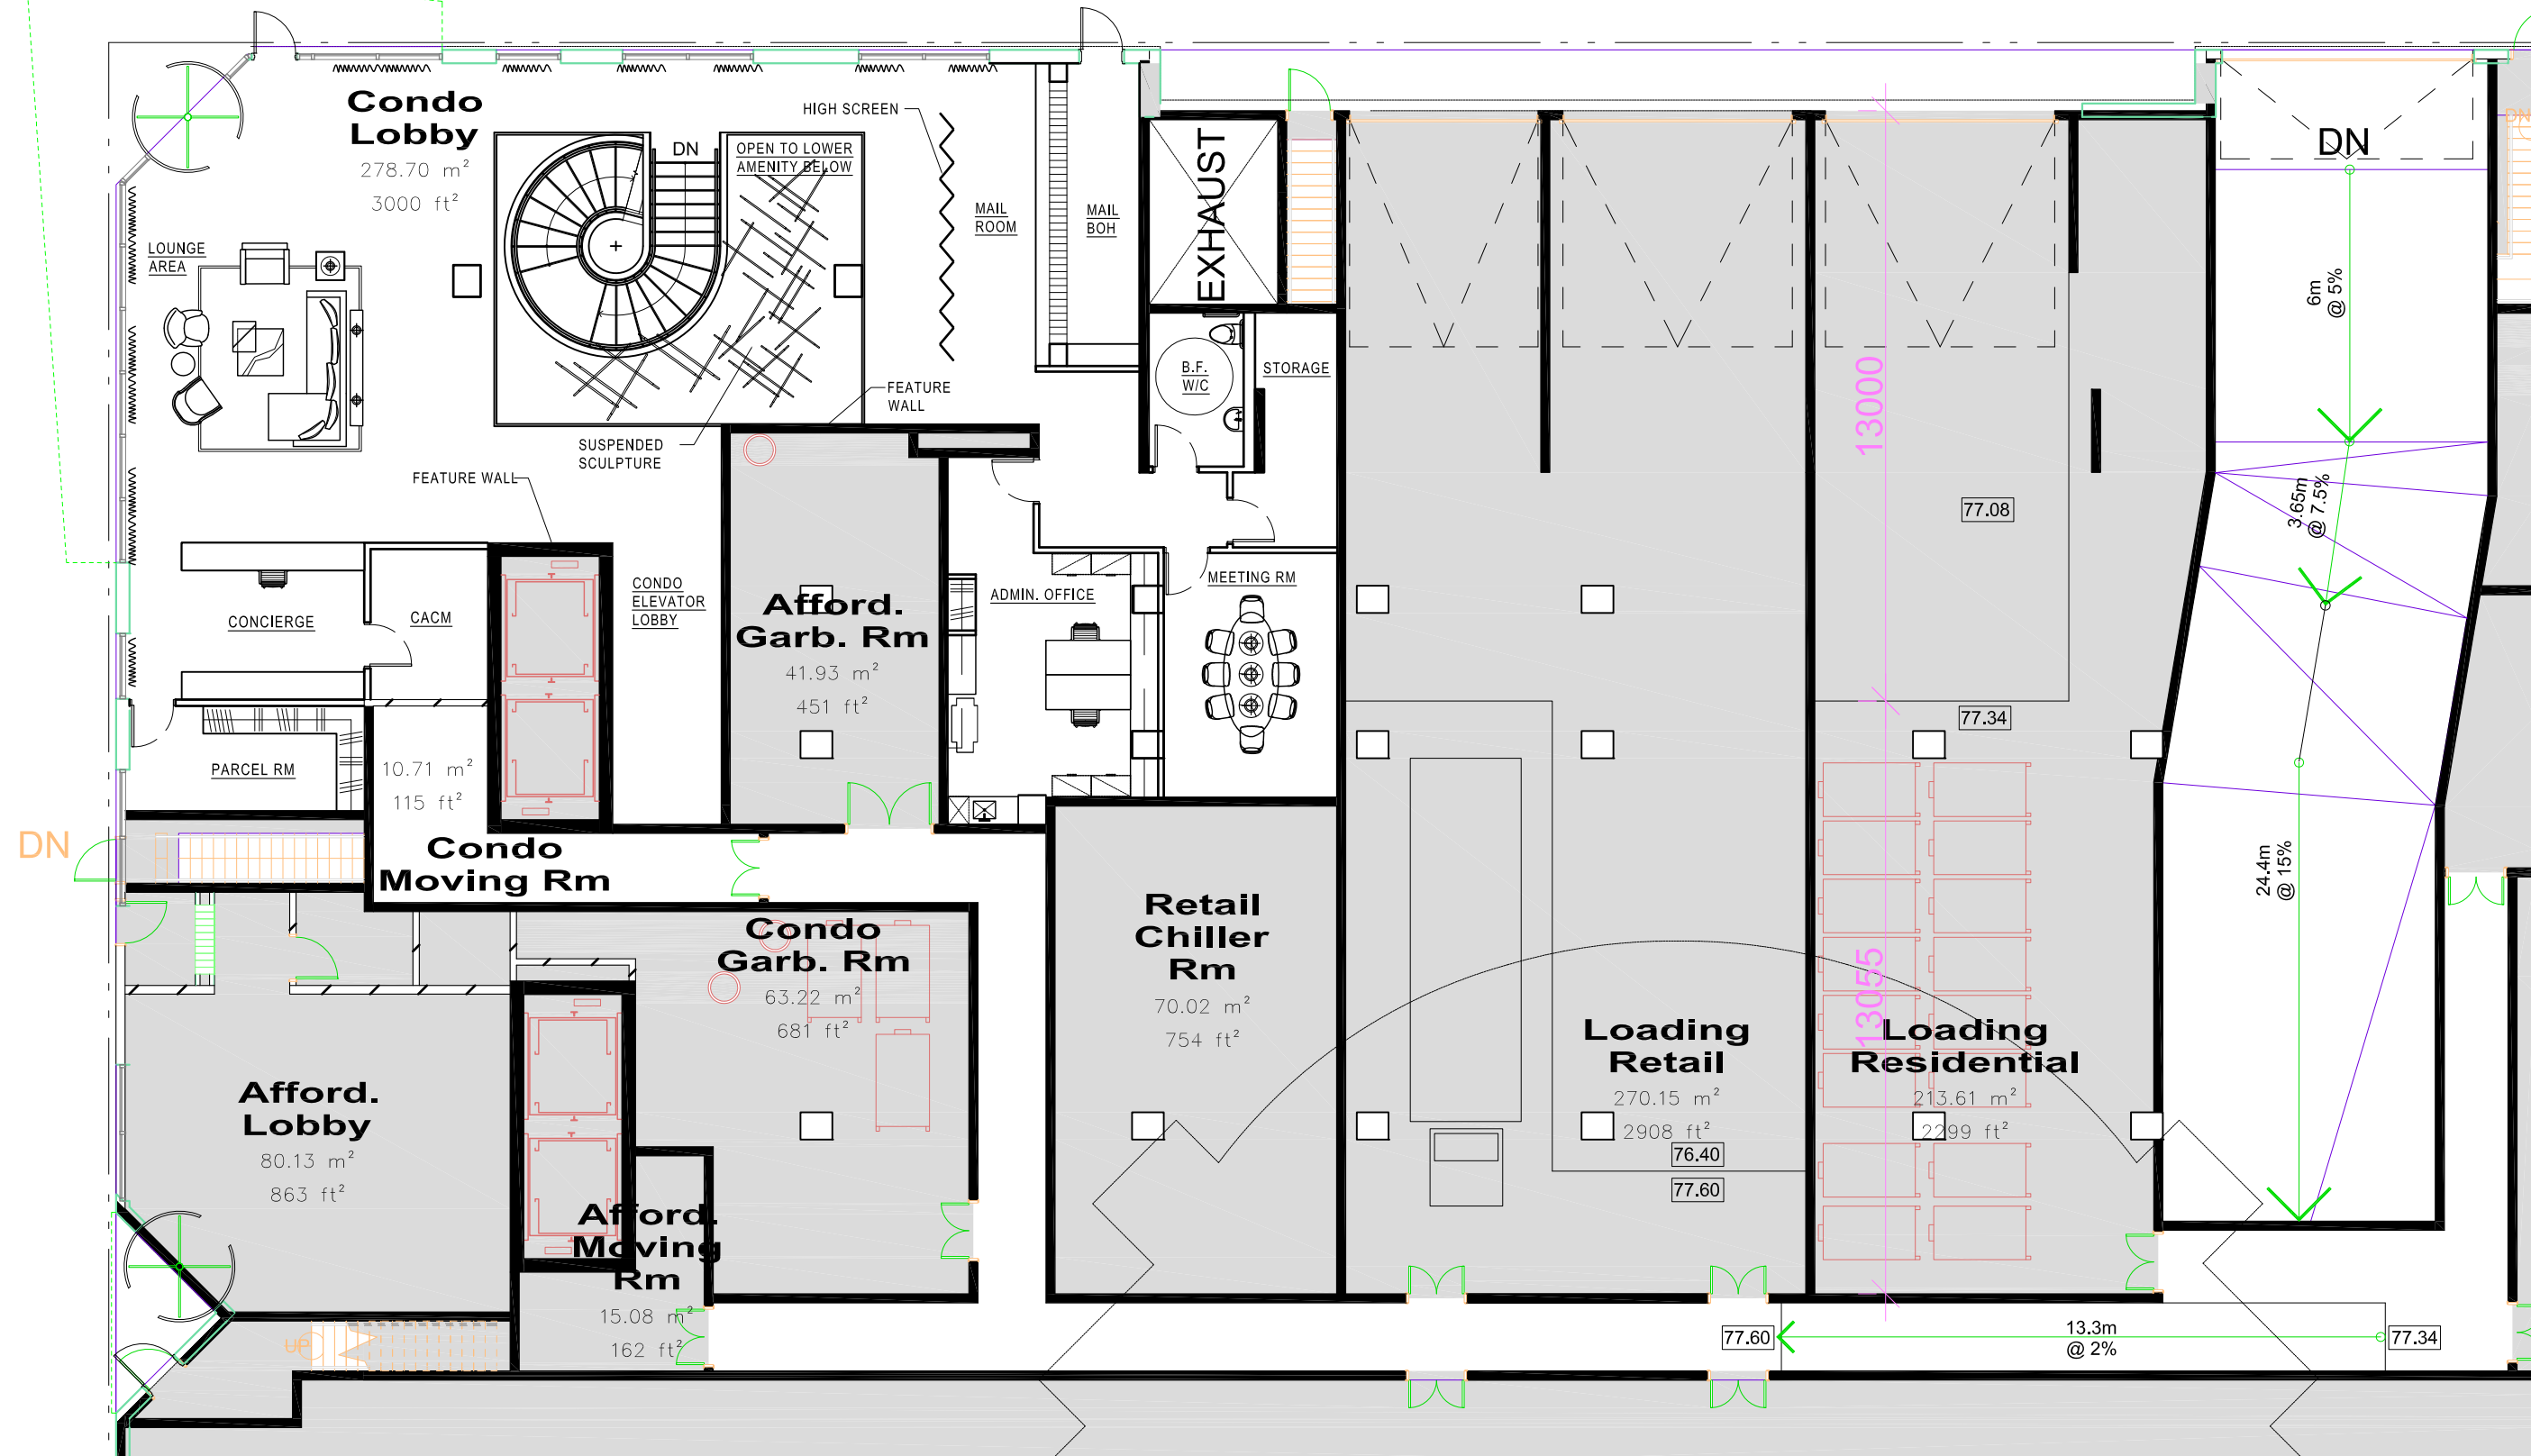 Condo
Lobby
278.70 m²
3000 ft²
HIGH SCREEN
DN
OPEN TO LOWER
AMENITY BELOW
MAIL
ROOM
MAIL
BOH
EXHAUST
LOUNGE
AREA
B.F.
W/C
STORAGE
FEATURE
WALL
SUSPENDED
SCULPTURE
FEATURE WALL
CONCIERGE
CACM
CONDO
ELEVATOR
LOBBY
Afford.
Garb. Rm
41.93 m²
451 ft²
ADMIN. OFFICE
MEETING RM
PARCEL RM
10.71 m²
115 ft²
DN
Condo
Moving Rm
Condo
Garb. Rm
63.22 m²
681 ft²
Retail
Chiller
Rm
70.02 m²
754 ft²
Afford.
Lobby
80.13 m²
863 ft²
Afford.
Moving
Rm
15.08 m²
162 ft²
UP
Loading
Retail
270.15 m²
2908 ft²
76.40
77.60
Loading
Residential
213.61 m²
2299 ft²
13000
13055
77.08
77.34
DN
6m
@ 5%
3.65m
@ 7.5%
24.4m
@ 15%
DN
77.60
13.3m
@ 2%
77.34